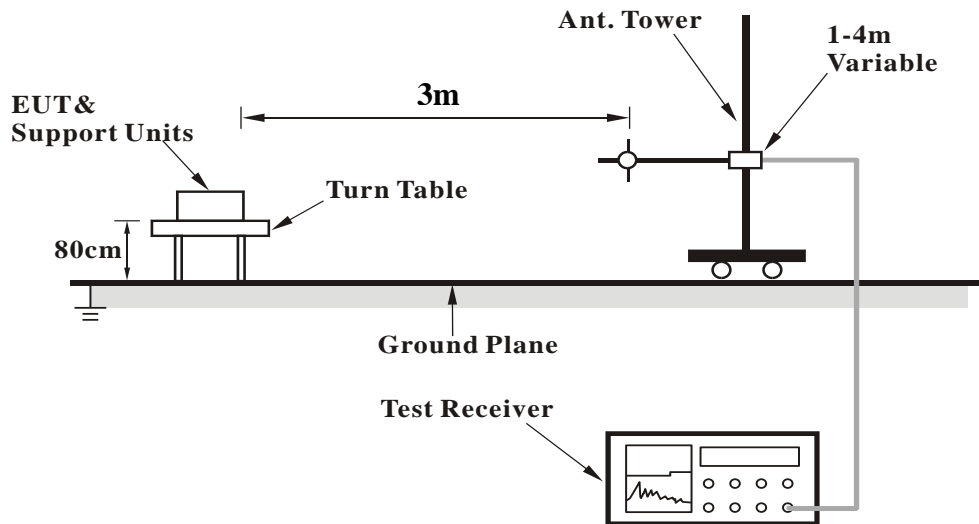 Ant. Tower
1-4m
Variable
3m
EUT&
Support Units
Turn Table
80cm
Ground Plane
Test Receiver